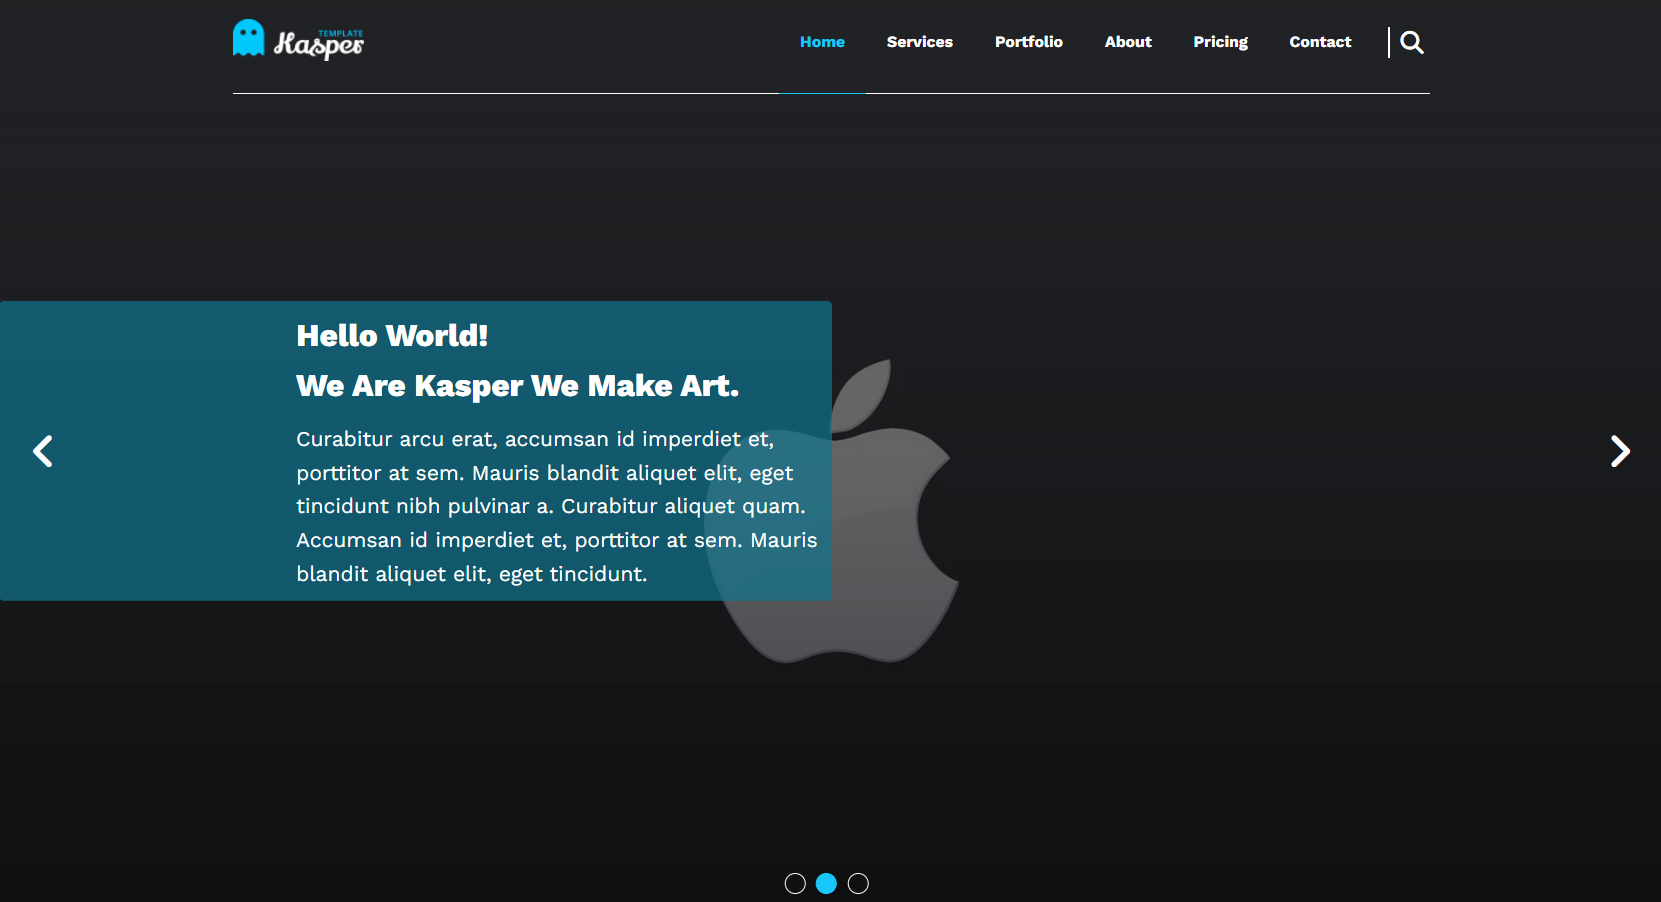 TEMPLATE
Kasper
Home Services Portfolio About Pricing Contact
Hello World!
We Are Kasper We Make Art.
Curabitur arcu erat, accumsan id imperdiet et,
porttitor at sem. Mauris blandit aliquet elit, eget
tincidunt nibh pulvinar a. Curabitur aliquet quam.
Accumsan id imperdiet et, porttitor at sem. Mauris
blandit aliquet elit, eget tincidunt.